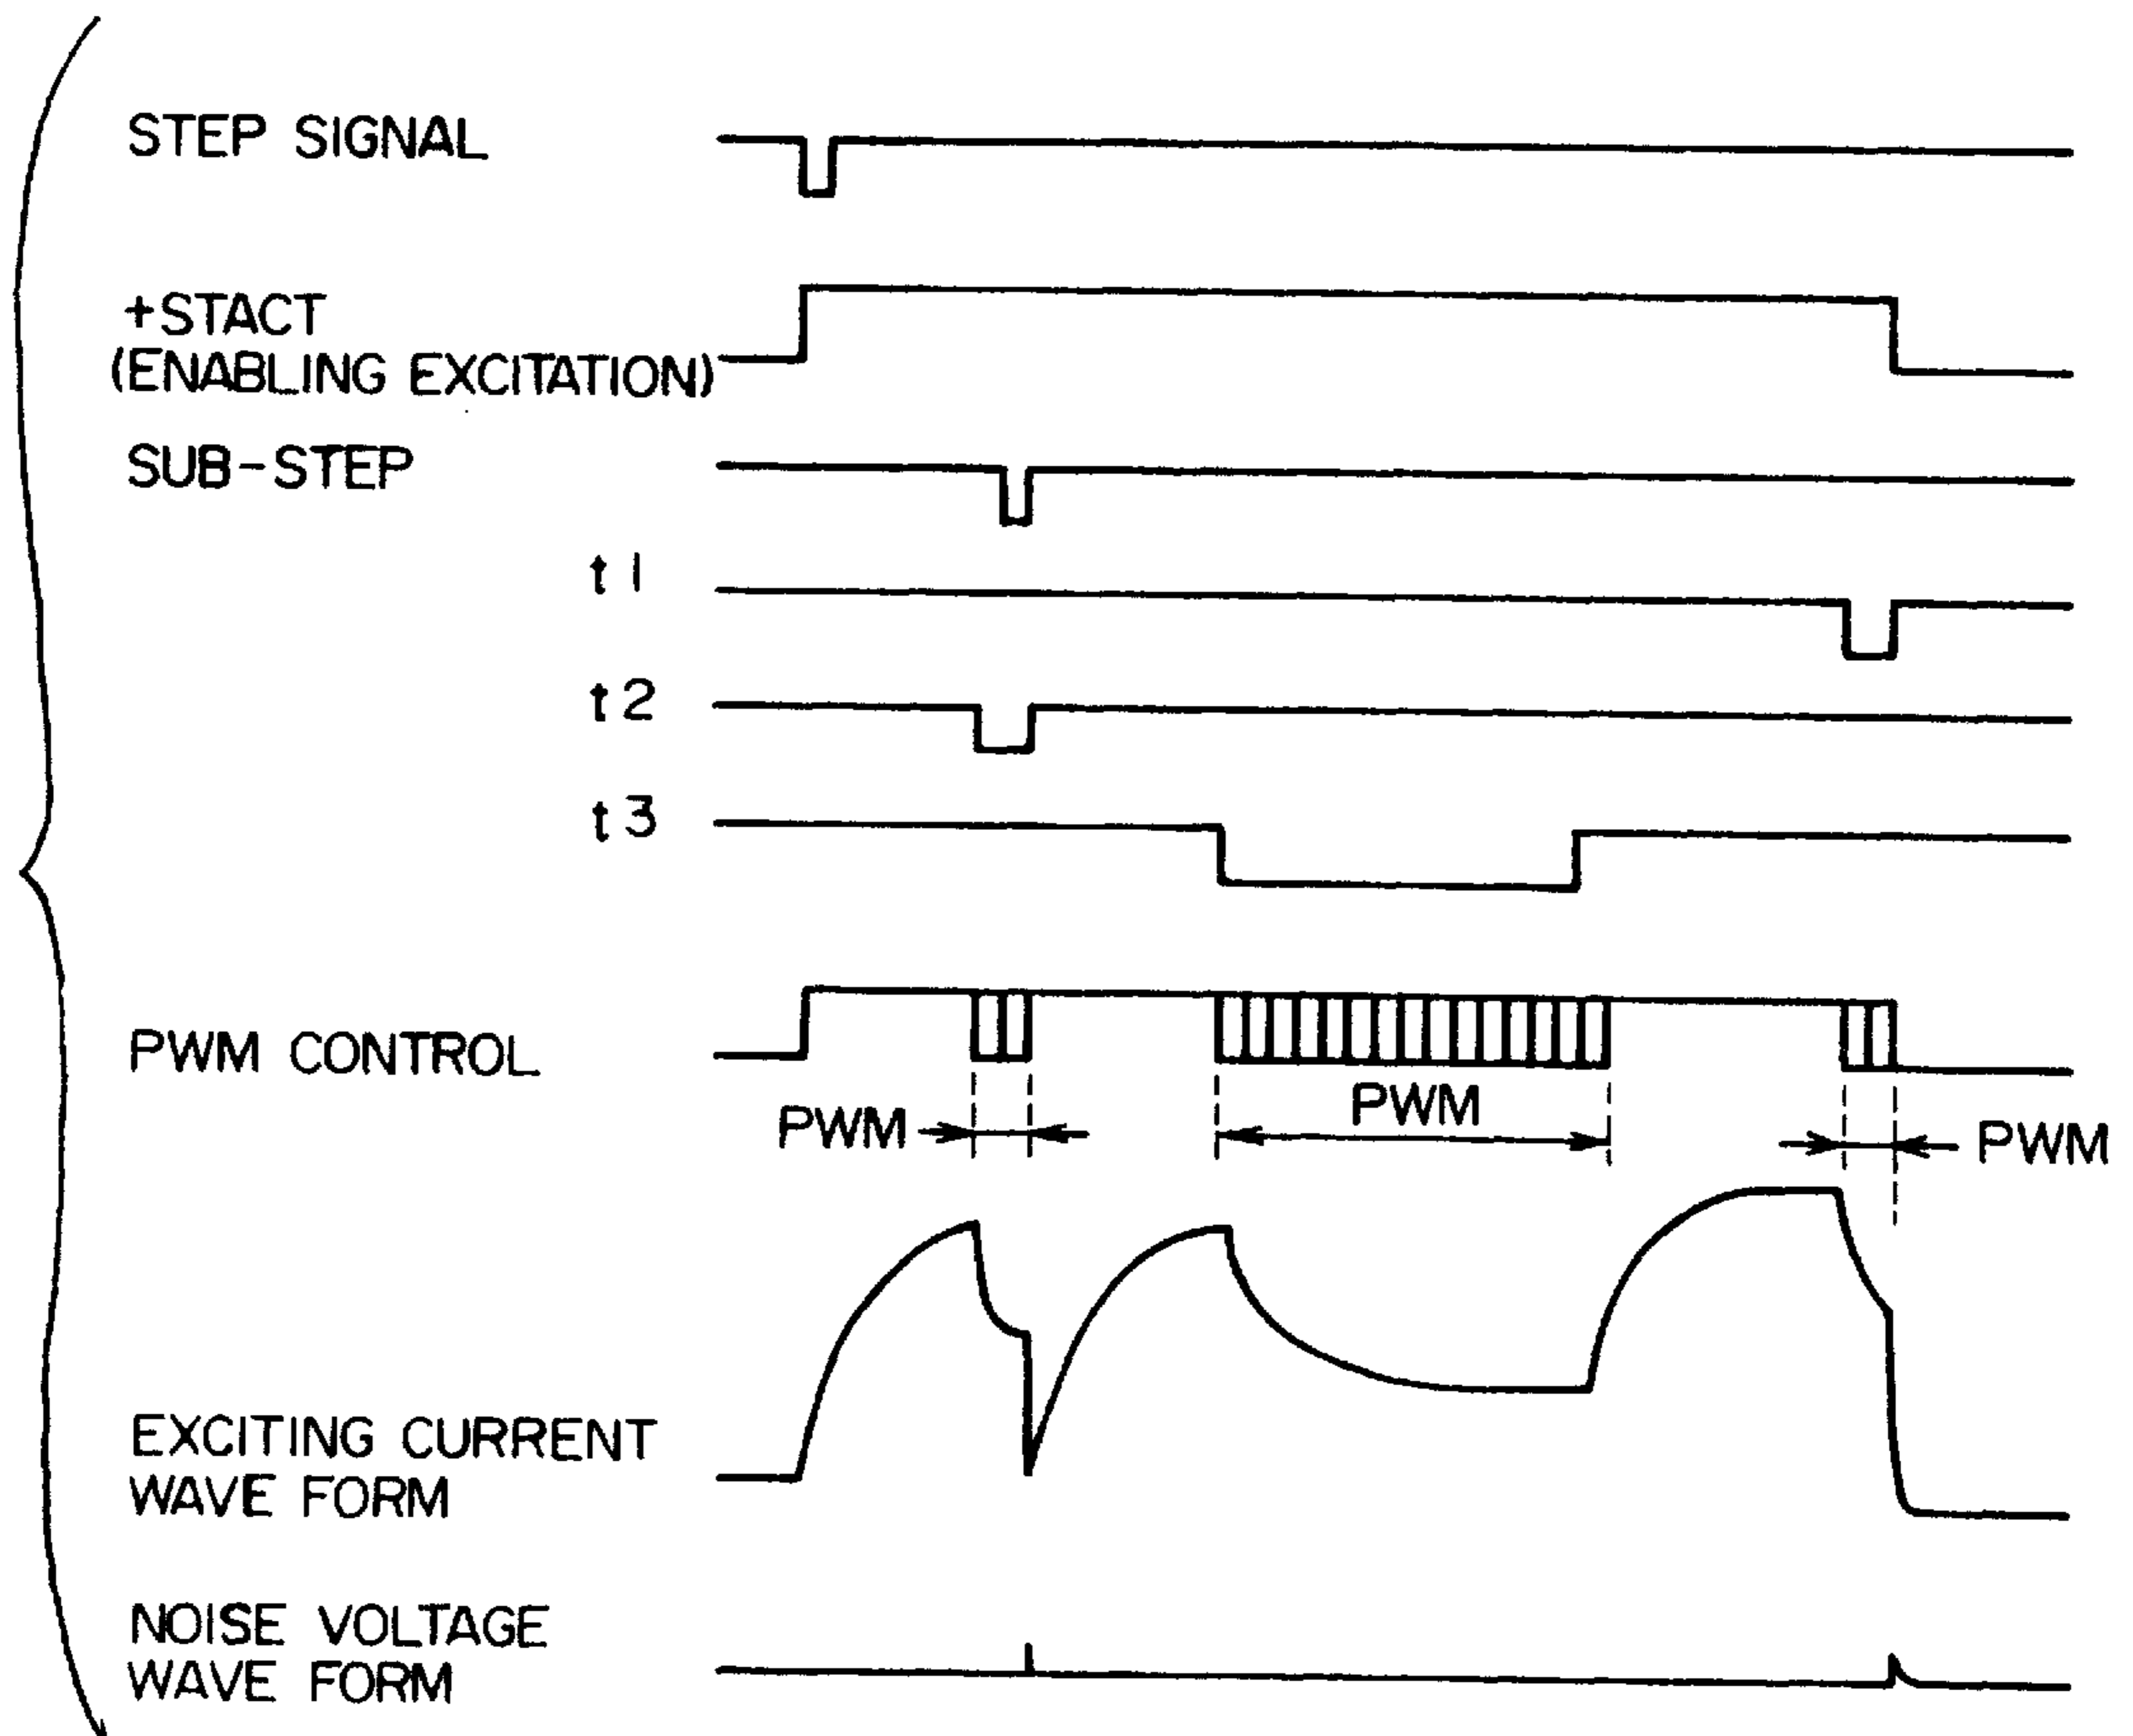 STEP SIGNAL
+STACT
(ENABLING EXCITATION)
SUB-STEP
t1
t2
t3
PWM CONTROL
PWM
PWM
PWM
EXCITING CURRENT
WAVE FORM
NOISE VOLTAGE
WAVE FORM